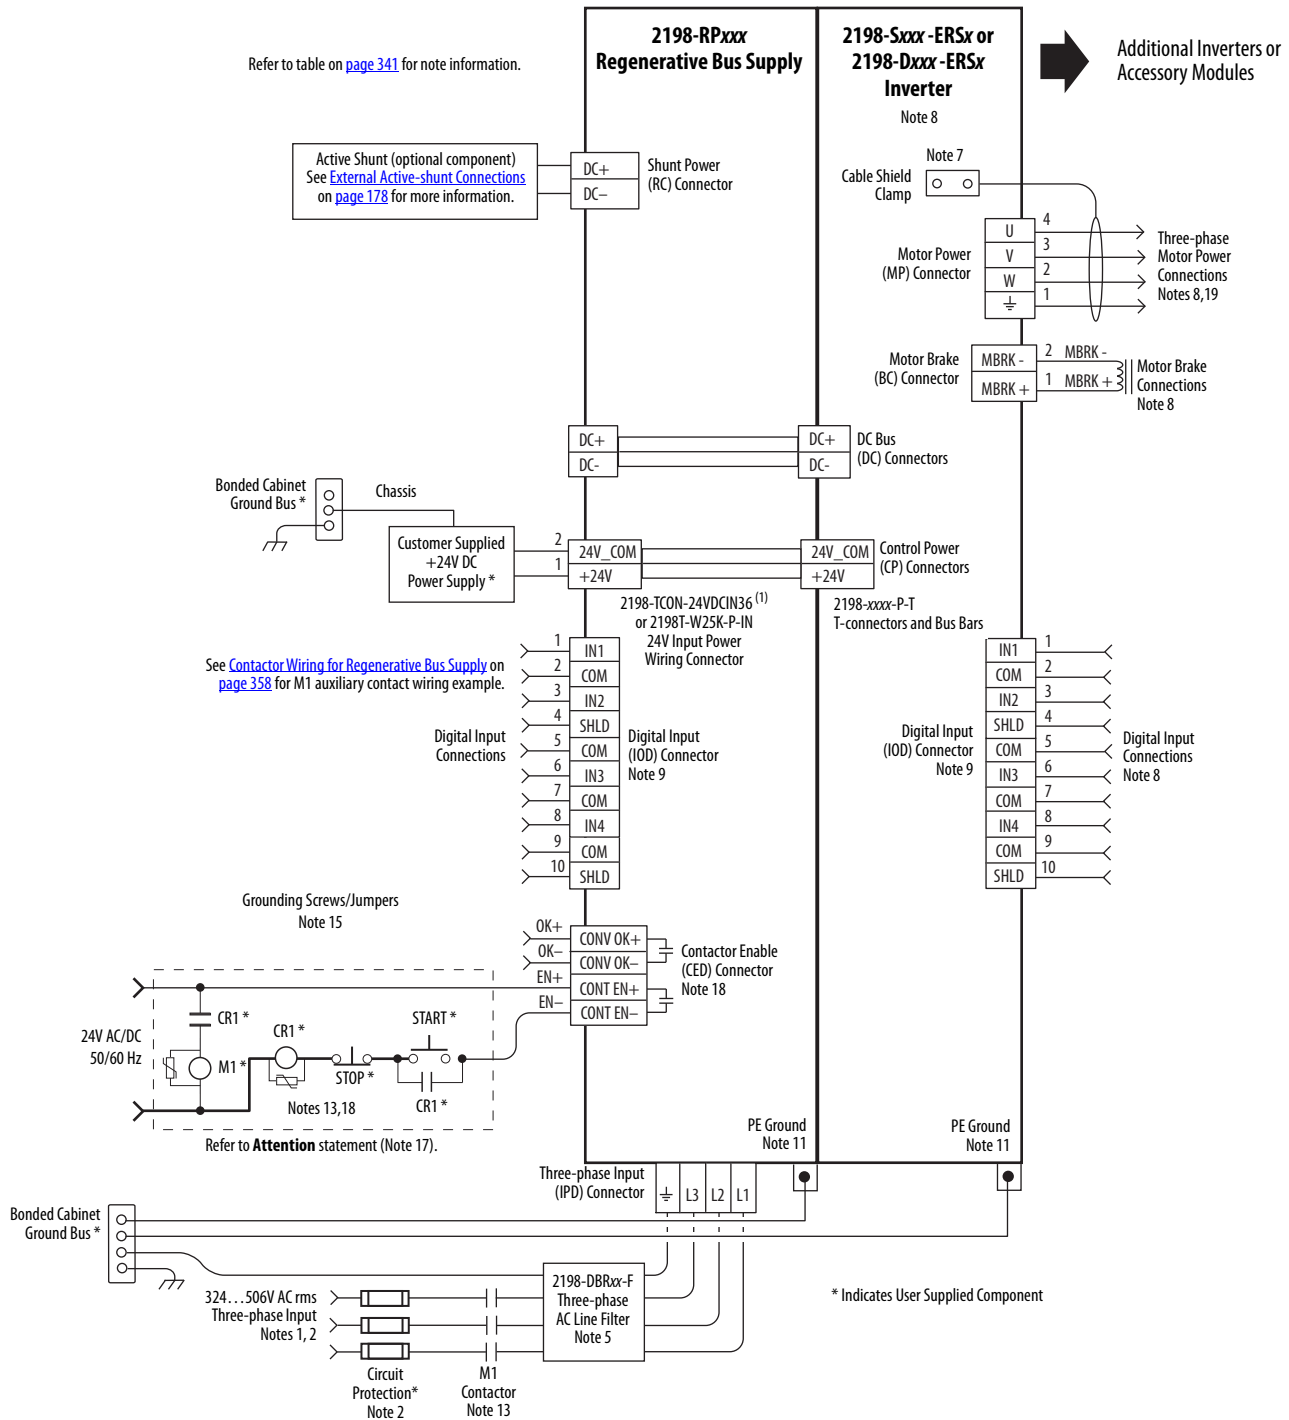 2198-RPxxx
Regenerative Bus Supply
2198-Sxxx -ERSx or
2198-Dxxx -ERSx
Inverter
Note 8
Additional Inverters or
Accessory Modules
Refer to table on page 341 for note information.
Active Shunt (optional component)
See External Active-shunt Connections
on page 178 for more information.
DC+
DC–
Shunt Power
(RC) Connector
Note 7
Cable Shield
Clamp
Motor Power
(MP) Connector
U
V
W
4
3
2
1
Three-phase
Motor Power
Connections
Notes 8,19
Motor Brake
(BC) Connector
MBRK -
MBRK +
2
1
MBRK -
MBRK +
Motor Brake
Connections
Note 8
DC+
DC-
DC+
DC-
DC Bus
(DC) Connectors
Bonded Cabinet
Ground Bus *
Chassis
Customer Supplied
+24V DC
Power Supply *
2
1
24V_COM
+24V
24V_COM
+24V
Control Power
(CP) Connectors
2198-TCON-24VDCIN36 (1)
or 2198T-W25K-P-IN
24V Input Power
Wiring Connector
2198-xxxx-P-T
T-connectors and Bus Bars
See Contactor Wiring for Regenerative Bus Supply on
page 358 for M1 auxiliary contact wiring example.
Digital Input
Connections
1
2
3
4
5
6
7
8
9
10
IN1
COM
IN2
SHLD
COM
IN3
COM
IN4
COM
SHLD
Digital Input
(IOD) Connector
Note 9
Digital Input
(IOD) Connector
Note 9
IN1
COM
IN2
SHLD
COM
IN3
COM
IN4
COM
SHLD
1
2
3
4
5
6
7
8
9
10
Digital Input
Connections
Note 8
Grounding Screws/Jumpers
Note 15
OK+
OK–
EN+
EN–
CONV OK+
CONV OK–
CONT EN+
CONT EN–
Contactor Enable
(CED) Connector
Note 18
24V AC/DC
50/60 Hz
CR1 *
M1 *
CR1 *
STOP *
START *
CR1 *
Notes 13,18
Refer to Attention statement (Note 17).
PE Ground
Note 11
PE Ground
Note 11
Three-phase Input
(IPD) Connector
L3
L2
L1
Bonded Cabinet
Ground Bus *
324…506V AC rms
Three-phase Input
Notes 1, 2
2198-DBRxx-F
Three-phase
AC Line Filter
Note 5
* Indicates User Supplied Component
Circuit
Protection*
Note 2
M1
Contactor
Note 13